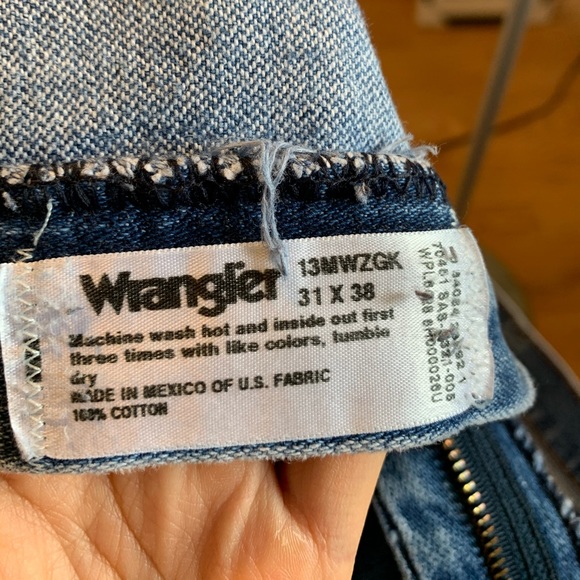 Wrangler
13MWZGK
31 X 38
Machine wash hot and inside out first
three times with like colors, tumble
dry
MADE IN MEXICO OF U.S. FABRIC
100% COTTON